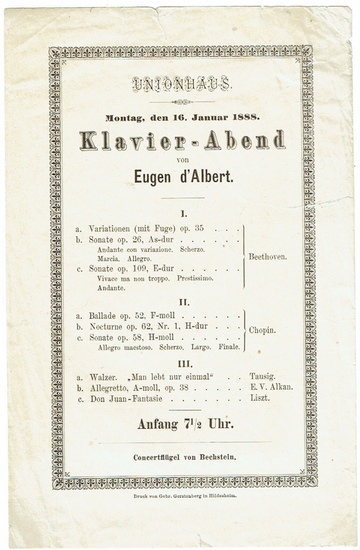 UNIONHAUS.
Montag, den 16. Januar 1888.
Klavier-Abend
von
Eugen d'Albert.
I.
a. Variationen (mit Fuge) op. 35 . . .
b. Sonate op. 26, As-dur . . . . .
Andante con variazione. Scherzo.
Marcia. Allegro.
Beethoven.
c. Sonate op. 109, E-dur . . . . .
Vivace ma non troppo. Prestissimo.
Andante.
II.
a. Ballade op. 52, F-moll . . . . .
b. Nocturne op. 62, Nr. 1, H-dur . . .
Chopin.
c. Sonate op. 58, H-moll . . . . .
Allegro maestoso. Scherzo. Largo. Finale.
III.
a. Walzer. „Man lebt nur einmal“ . . Tausig.
b. Allegretto, A-moll, op. 38 . . . . E. V. Alkan.
c. Don Juan-Fantasie . . . . . . Liszt.
Anfang 7 1/2 Uhr.
Concertflügel von Bechstein.
Druck von Gebr. Gerstenberg in Hildesheim.